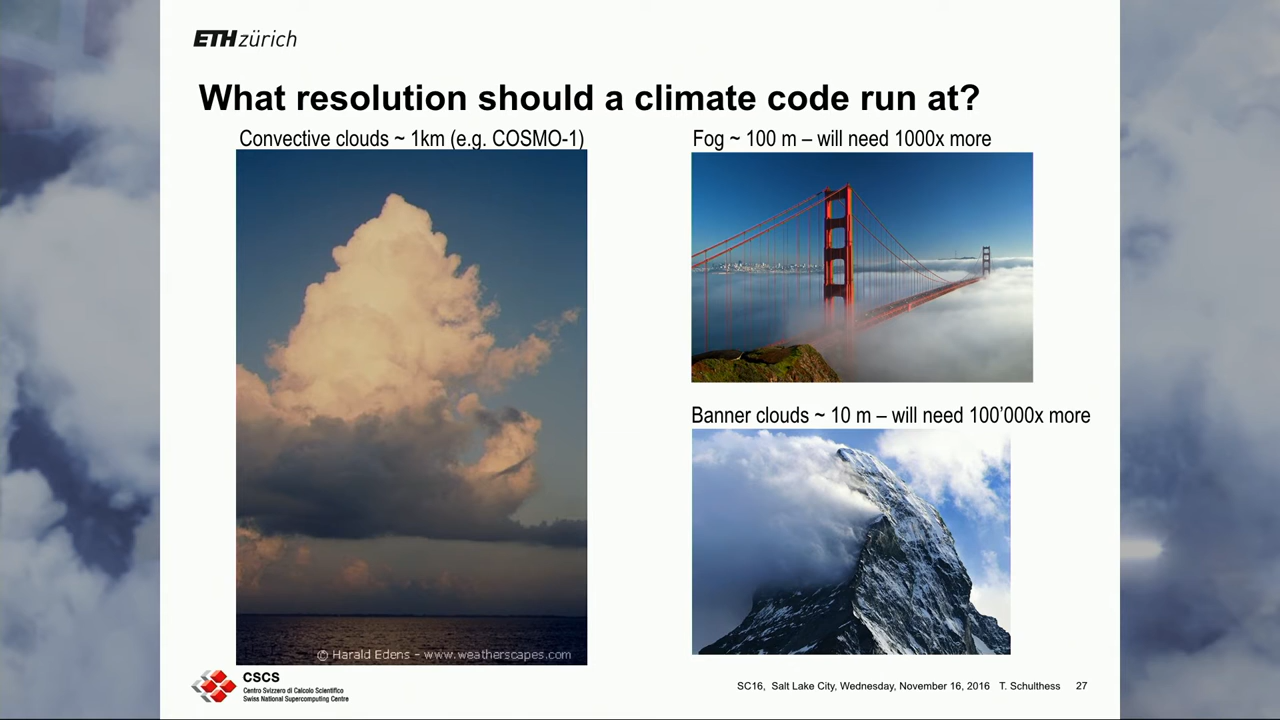 ETH zürich
What resolution should a climate code run at?
Convective clouds ~ 1km (e.g. COSMO-1)
Fog ~ 100 m – will need 1000x more
Banner clouds ~ 10 m – will need 100’000x more
© Harald Edens - www.weatherscapes.com
CSCS
Centro Svizzero di Calcolo Scientifico
Swiss National Supercomputing Centre
SC16, Salt Lake City, Wednesday, November 16, 2016 T. Schulthess 27